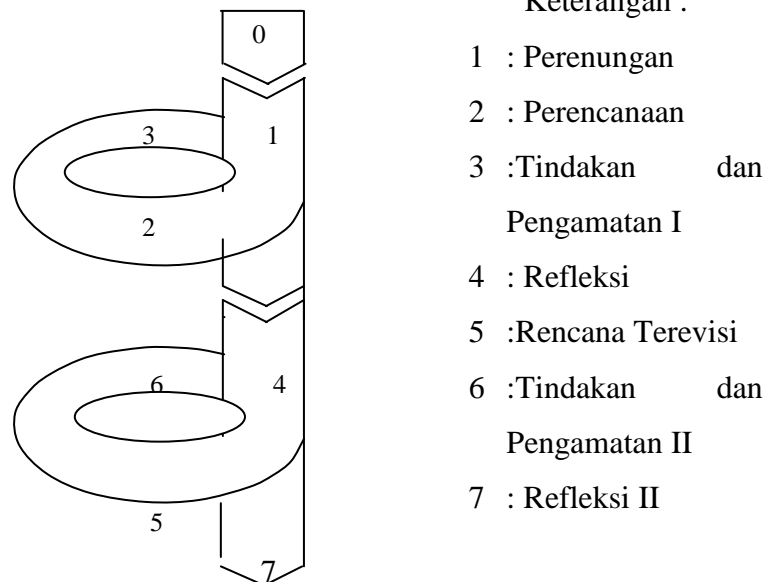 Keterangan :
0
1 : Perenungan
2 : Perencanaan
3 :Tindakan dan
Pengamatan I
4 : Refleksi
5 :Rencana Terevisi
6 :Tindakan dan
Pengamatan II
7 : Refleksi II
3
1
2
6
4
5
7